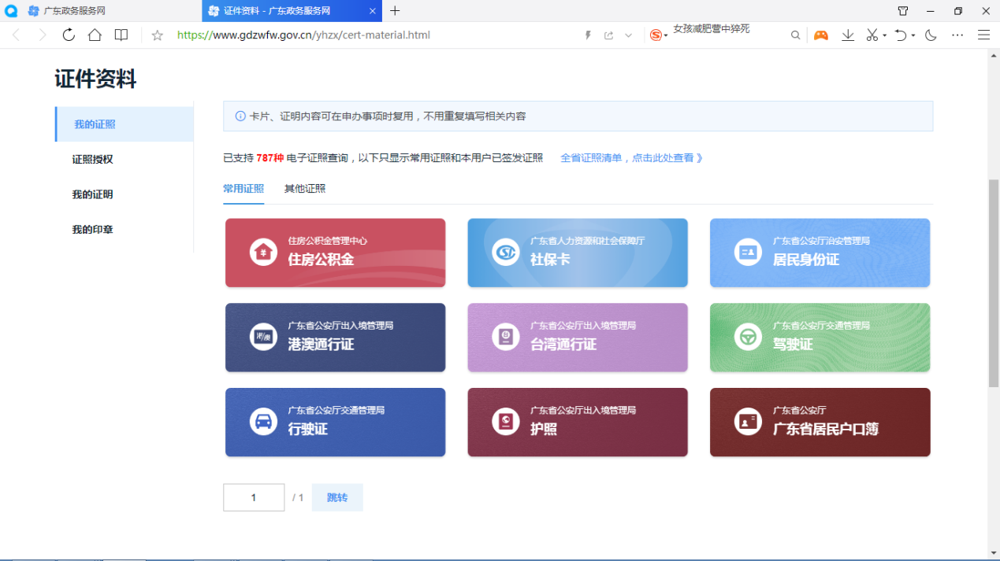 广东政务服务网
证件资料 - 广东政务服务网
https://www.gdzwfw.gov.cn/yhzx/cert-material.html
女孩减肥营中猝死
证件资料
我的证照
证照授权
我的证明
我的印章
卡片、证明内容可在申办事项时复用，不用重复填写相关内容
已支持 787种 电子证照查询，以下只显示常用证照和本用户已签发证照 全省证照清单，点击此处查看 》
常用证照 其他证照
住房公积金管理中心
住房公积金
广东省人力资源和社会保障厅
社保卡
广东省公安厅治安管理局
居民身份证
港/澳
广东省公安厅出入境管理局
港澳通行证
广东省公安厅出入境管理局
台湾通行证
广东省公安厅交通管理局
驾驶证
广东省公安厅交通管理局
行驶证
广东省公安厅出入境管理局
护照
广东省公安厅
广东省居民户口簿
1 / 1 跳转